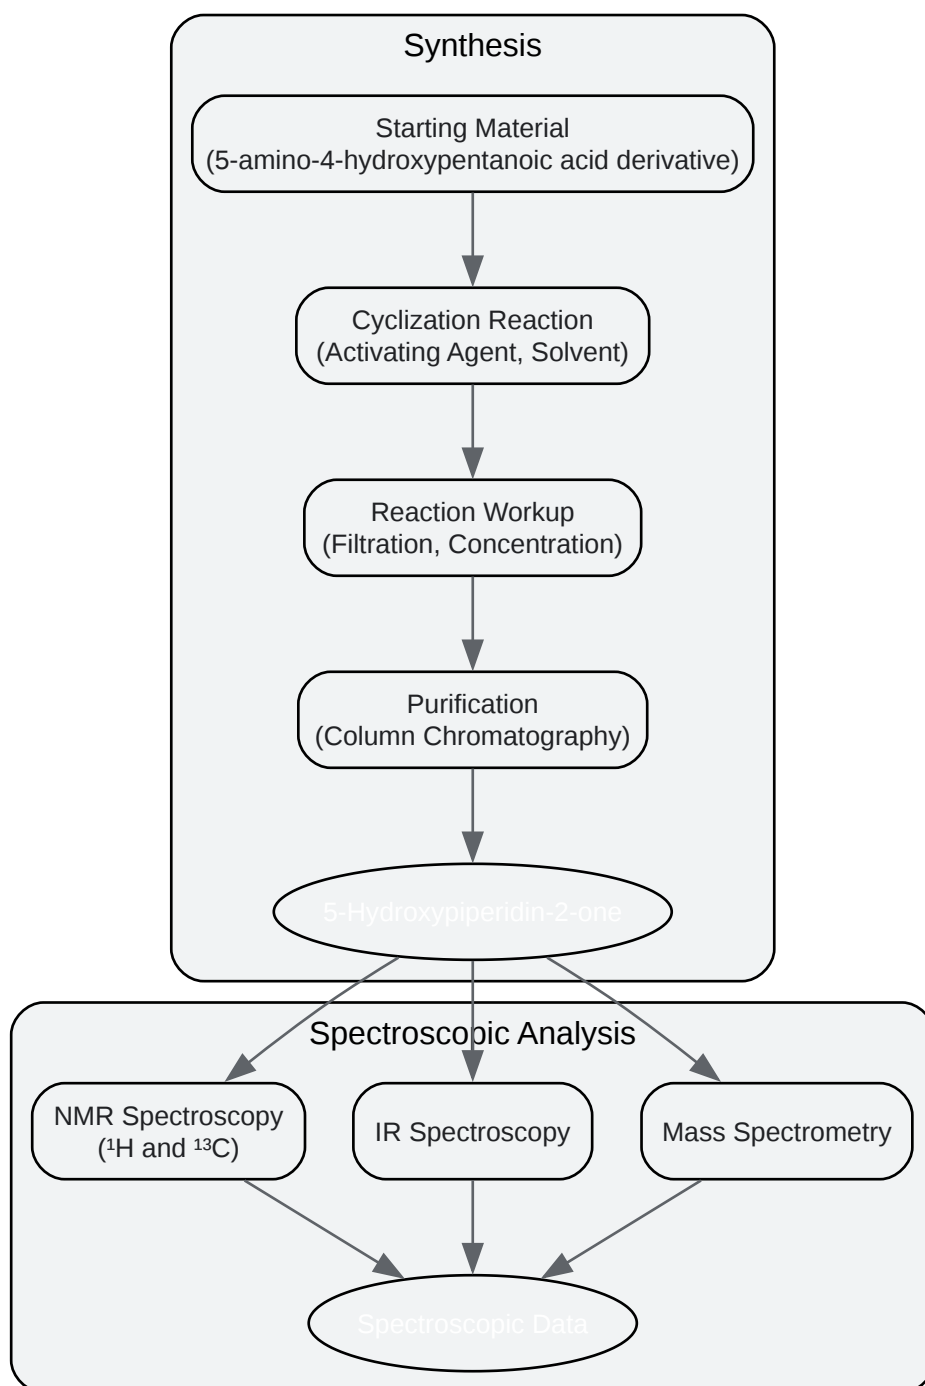 Synthesis
Starting Material
(5-amino-4-hydroxypentanoic acid derivative)
Cyclization Reaction
(Activating Agent, Solvent)
Reaction Workup
(Filtration, Concentration)
Purification
(Column Chromatography)
5-Hydroxypiperidin-2-one
Spectroscopic Analysis
NMR Spectroscopy
(¹H and ¹³C)
IR Spectroscopy
Mass Spectrometry
Spectroscopic Data